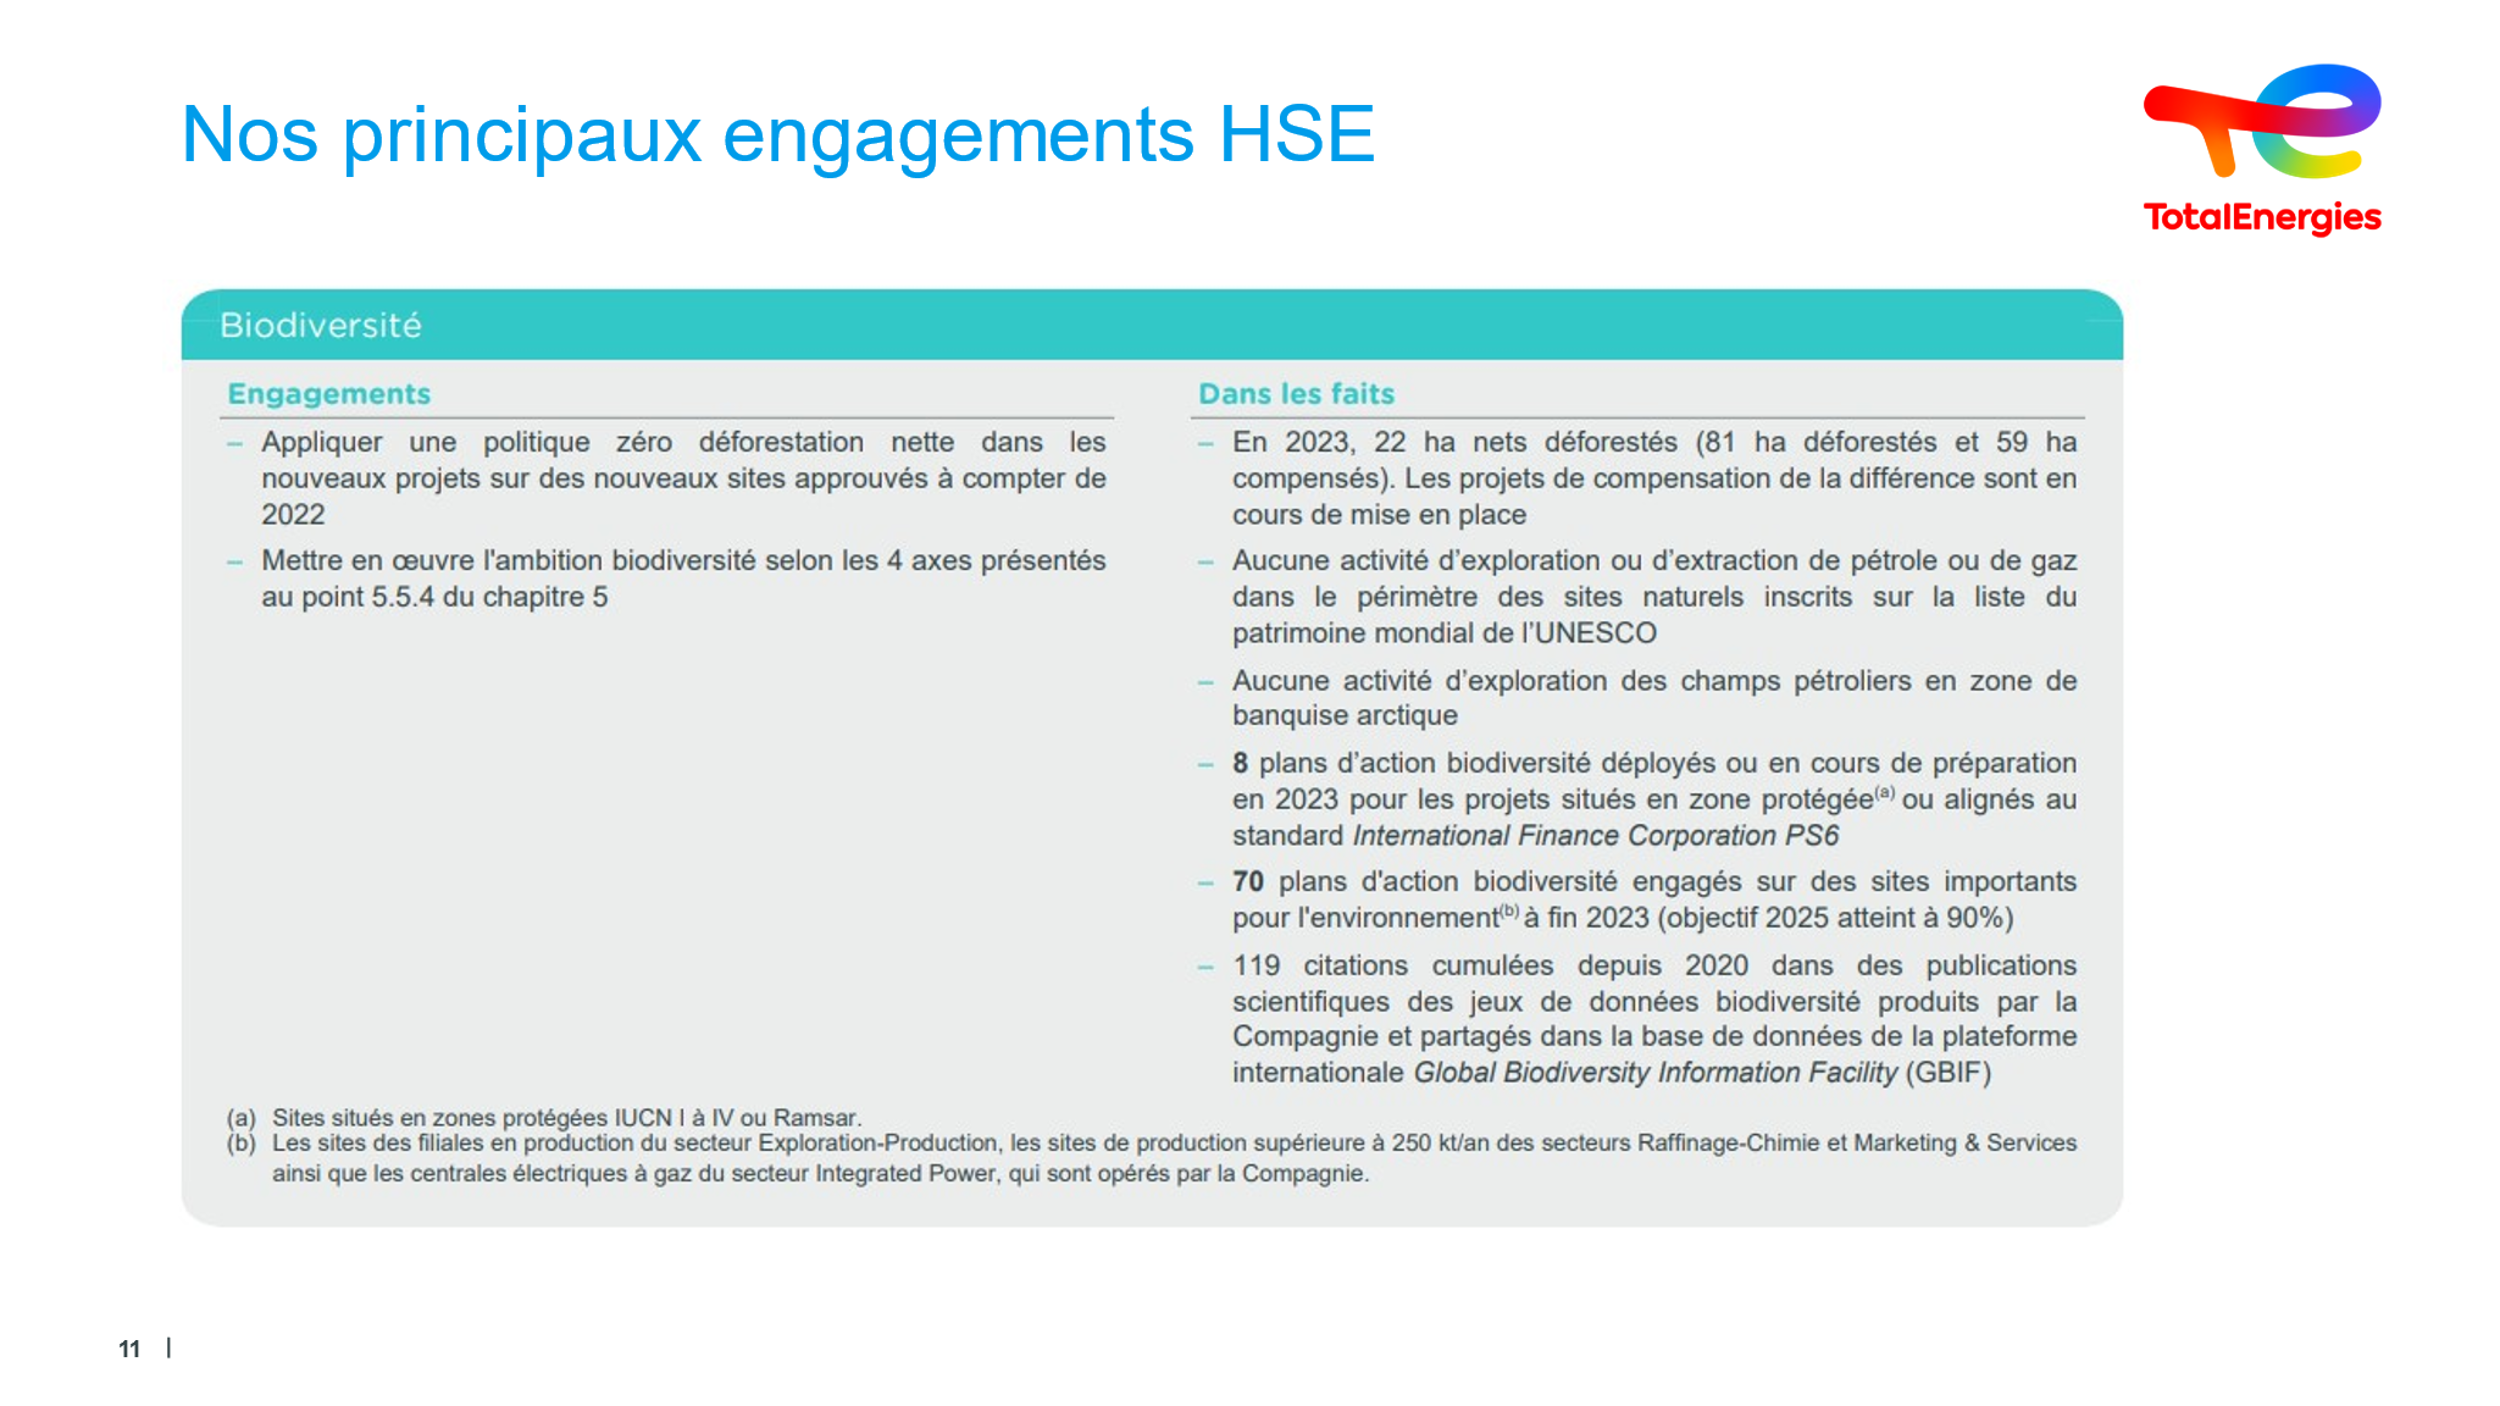 Nos principaux engagements HSE
TotalEnergies
Biodiversité
Engagements
– Appliquer une politique zéro déforestation nette dans les
nouveaux projets sur des nouveaux sites approuvés à compter de
2022
– Mettre en œuvre l'ambition biodiversité selon les 4 axes présentés
au point 5.5.4 du chapitre 5
Dans les faits
– En 2023, 22 ha nets déforestés (81 ha déforestés et 59 ha
compensés). Les projets de compensation de la différence sont en
cours de mise en place
– Aucune activité d’exploration ou d’extraction de pétrole ou de gaz
dans le périmètre des sites naturels inscrits sur la liste du
patrimoine mondial de l’UNESCO
– Aucune activité d’exploration des champs pétroliers en zone de
banquise arctique
– 8 plans d’action biodiversité déployés ou en cours de préparation
en 2023 pour les projets situés en zone protégée(a) ou alignés au
standard International Finance Corporation PS6
– 70 plans d'action biodiversité engagés sur des sites importants
pour l'environnement(b) à fin 2023 (objectif 2025 atteint à 90%)
– 119 citations cumulées depuis 2020 dans des publications
scientifiques des jeux de données biodiversité produits par la
Compagnie et partagés dans la base de données de la plateforme
internationale Global Biodiversity Information Facility (GBIF)
(a) Sites situés en zones protégées IUCN I à IV ou Ramsar.
(b) Les sites des filiales en production du secteur Exploration-Production, les sites de production supérieure à 250 kt/an des secteurs Raffinage-Chimie et Marketing & Services
ainsi que les centrales électriques à gaz du secteur Integrated Power, qui sont opérés par la Compagnie.
11 |